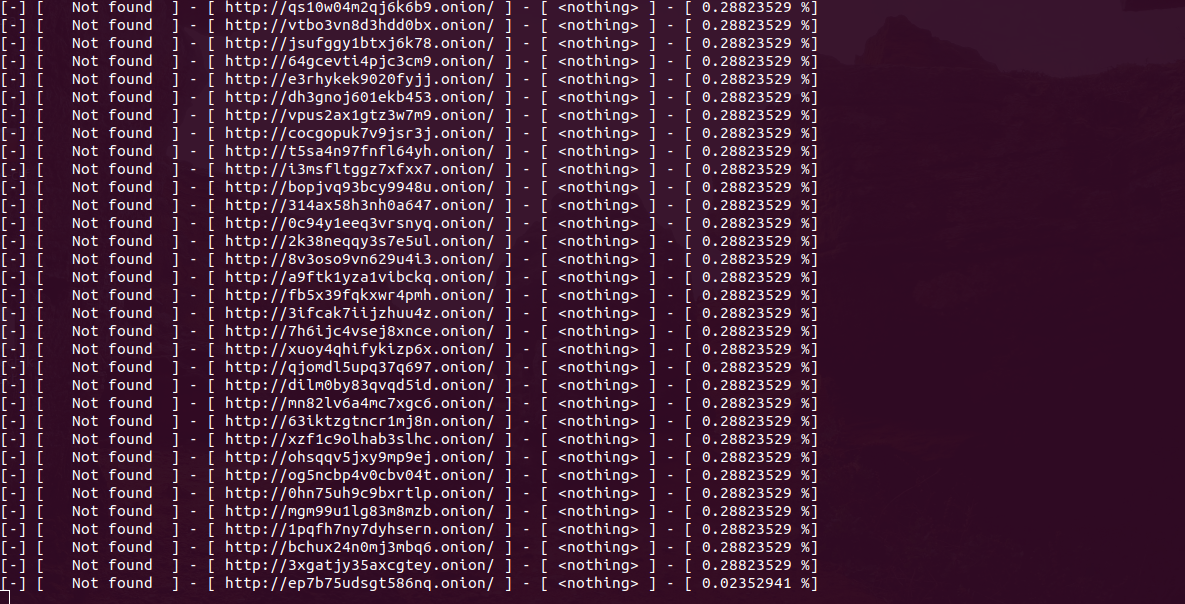 [-] [   Not found  ] - [ http://qs10w04m2qj6k6b9.onion/ ] - [ <nothing> ] - [ 0.28823529 %]
[-] [   Not found  ] - [ http://vtbo3vn8d3hdd0bx.onion/ ] - [ <nothing> ] - [ 0.28823529 %]
[-] [   Not found  ] - [ http://jsufggy1btxj6k78.onion/ ] - [ <nothing> ] - [ 0.28823529 %]
[-] [   Not found  ] - [ http://64gcevti4pjc3cm9.onion/ ] - [ <nothing> ] - [ 0.28823529 %]
[-] [   Not found  ] - [ http://e3rhykek9020fyjj.onion/ ] - [ <nothing> ] - [ 0.28823529 %]
[-] [   Not found  ] - [ http://dh3gnoj601ekb453.onion/ ] - [ <nothing> ] - [ 0.28823529 %]
[-] [   Not found  ] - [ http://vpus2ax1gtz3w7m9.onion/ ] - [ <nothing> ] - [ 0.28823529 %]
[-] [   Not found  ] - [ http://cocgopuk7v9jsr3j.onion/ ] - [ <nothing> ] - [ 0.28823529 %]
[-] [   Not found  ] - [ http://t5sa4n97fnfl64yh.onion/ ] - [ <nothing> ] - [ 0.28823529 %]
[-] [   Not found  ] - [ http://i3msfltggz7xfxx7.onion/ ] - [ <nothing> ] - [ 0.28823529 %]
[-] [   Not found  ] - [ http://bopjvq93bcy9948u.onion/ ] - [ <nothing> ] - [ 0.28823529 %]
[-] [   Not found  ] - [ http://314ax58h3nh0a647.onion/ ] - [ <nothing> ] - [ 0.28823529 %]
[-] [   Not found  ] - [ http://0c94y1eeq3vrsnyq.onion/ ] - [ <nothing> ] - [ 0.28823529 %]
[-] [   Not found  ] - [ http://2k38neqqy3s7e5ul.onion/ ] - [ <nothing> ] - [ 0.28823529 %]
[-] [   Not found  ] - [ http://8v3oso9vn629u4i3.onion/ ] - [ <nothing> ] - [ 0.28823529 %]
[-] [   Not found  ] - [ http://a9ftk1yza1vibckq.onion/ ] - [ <nothing> ] - [ 0.28823529 %]
[-] [   Not found  ] - [ http://fb5x39fqkxwr4pmh.onion/ ] - [ <nothing> ] - [ 0.28823529 %]
[-] [   Not found  ] - [ http://3ifcak7iijzhuu4z.onion/ ] - [ <nothing> ] - [ 0.28823529 %]
[-] [   Not found  ] - [ http://7h6ijc4vsej8xnce.onion/ ] - [ <nothing> ] - [ 0.28823529 %]
[-] [   Not found  ] - [ http://xuoy4qhifykizp6x.onion/ ] - [ <nothing> ] - [ 0.28823529 %]
[-] [   Not found  ] - [ http://qjomdl5upq37q697.onion/ ] - [ <nothing> ] - [ 0.28823529 %]
[-] [   Not found  ] - [ http://dilm0by83qvqd5id.onion/ ] - [ <nothing> ] - [ 0.28823529 %]
[-] [   Not found  ] - [ http://mn82lv6a4mc7xgc6.onion/ ] - [ <nothing> ] - [ 0.28823529 %]
[-] [   Not found  ] - [ http://63iktzgtncr1mj8n.onion/ ] - [ <nothing> ] - [ 0.28823529 %]
[-] [   Not found  ] - [ http://xzf1c9olhab3slhc.onion/ ] - [ <nothing> ] - [ 0.28823529 %]
[-] [   Not found  ] - [ http://ohsqqv5jxy9mp9ej.onion/ ] - [ <nothing> ] - [ 0.28823529 %]
[-] [   Not found  ] - [ http://og5ncbp4v0cbv04t.onion/ ] - [ <nothing> ] - [ 0.28823529 %]
[-] [   Not found  ] - [ http://0hn75uh9c9bxrtlp.onion/ ] - [ <nothing> ] - [ 0.28823529 %]
[-] [   Not found  ] - [ http://mgm99u1lg83m8mzb.onion/ ] - [ <nothing> ] - [ 0.28823529 %]
[-] [   Not found  ] - [ http://1pqfh7ny7dyhsern.onion/ ] - [ <nothing> ] - [ 0.28823529 %]
[-] [   Not found  ] - [ http://bchux24n0mj3mbq6.onion/ ] - [ <nothing> ] - [ 0.28823529 %]
[-] [   Not found  ] - [ http://3xgatjy35axcgtey.onion/ ] - [ <nothing> ] - [ 0.28823529 %]
[-] [   Not found  ] - [ http://ep7b75udsgt586nq.onion/ ] - [ <nothing> ] - [ 0.02352941 %]